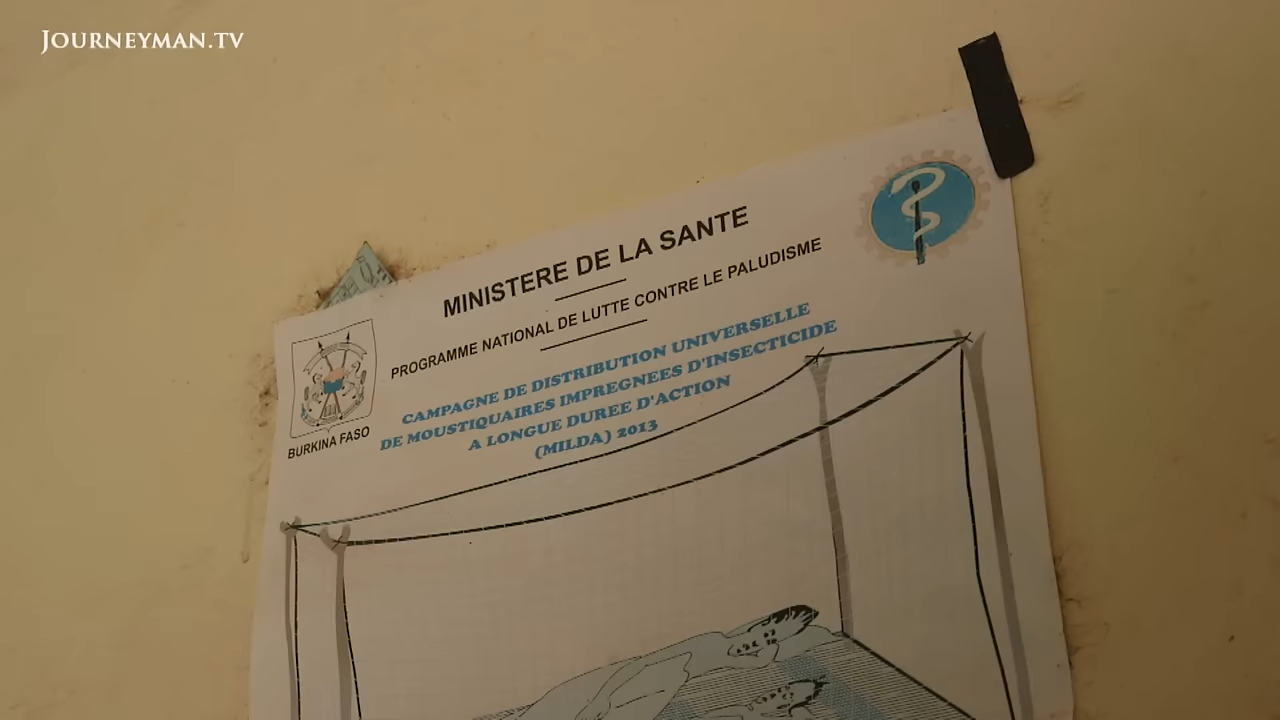 JOURNEYMAN.TV
MINISTERE DE LA SANTE
PROGRAMME NATIONAL DE LUTTE CONTRE LE PALUDISME
CAMPAGNE DE DISTRIBUTION UNIVERSELLE
DE MOUSTIQUAIRES IMPREGNEES D'INSECTICIDE
A LONGUE DUREE D'ACTION
(MILDA) 2013
BURKINA FASO